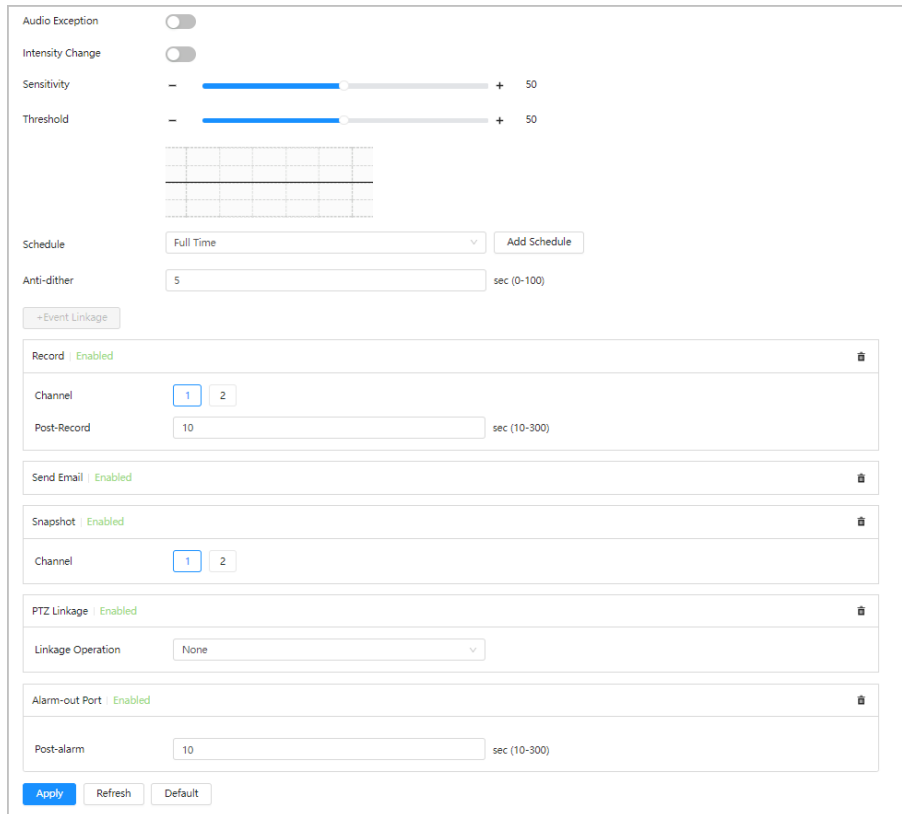 Audio Exception
Intensity Change
Sensitivity − + 50
Threshold − + 50
Schedule Full Time Add Schedule
Anti-dither 5 sec (0-100)
+Event Linkage
Record | Enabled
Channel 1 2
Post-Record 10 sec (10-300)
Send Email | Enabled
Snapshot | Enabled
Channel 1 2
PTZ Linkage | Enabled
Linkage Operation None
Alarm-out Port | Enabled
Post-alarm 10 sec (10-300)
Apply Refresh Default